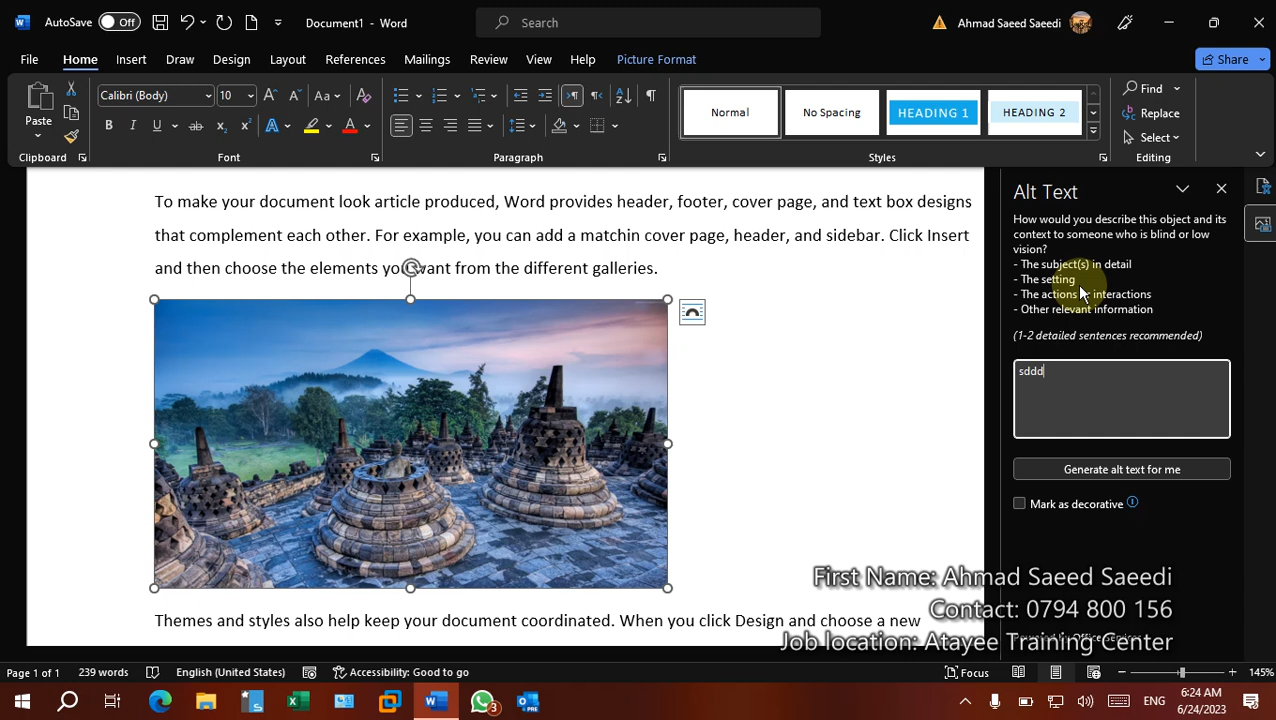 AutoSave Off Document1 - Word Search Ahmad Saeed Saeedi
File Home Insert Draw Design Layout References Mailings Review View Help Picture Format Share
Paste Calibri (Body) 10 Normal No Spacing HEADING 1 HEADING 2 Find
Replace
Select
Clipboard Font Paragraph Styles Editing
To make your document look article produced, Word provides header, footer, cover page, and text box designs
that complement each other. For example, you can add a matchin cover page, header, and sidebar. Click Insert
and then choose the elements you want from the different galleries.
Themes and styles also help keep your document coordinated. When you click Design and choose a new
Alt Text
How would you describe this object and its
context to someone who is blind or low
vision?
- The subject(s) in detail
- The setting
- The actions or interactions
- Other relevant information
(1-2 detailed sentences recommended)
sddd
Generate alt text for me
Mark as decorative
First Name: Ahmad Saeed Saeedi
Contact: 0794 800 156
Job location: Atayee Training Center
Page 1 of 1 239 words English (United States) Accessibility: Good to go Focus 145%
3 PRE ENG 6:24 AM
6/24/2023